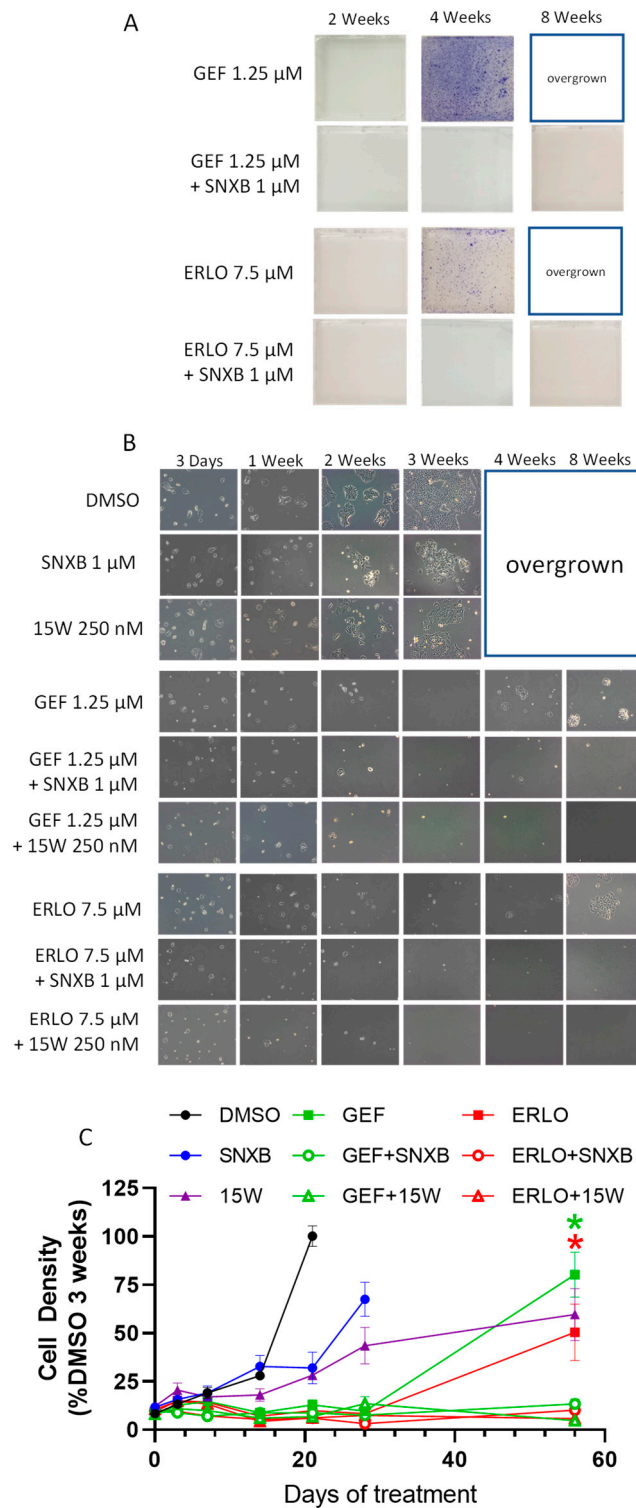 A
2 Weeks 4 Weeks 8 Weeks
GEF 1.25 µM
overgrown
GEF 1.25 µM
+ SNXB 1 µM
ERLO 7.5 µM
overgrown
ERLO 7.5 µM
+ SNXB 1 µM
B
3 Days 1 Week 2 Weeks 3 Weeks 4 Weeks 8 Weeks
DMSO
SNXB 1 µM
overgrown
15W 250 nM
GEF 1.25 µM
GEF 1.25 µM
+ SNXB 1 µM
GEF 1.25 µM
+ 15W 250 nM
ERLO 7.5 µM
ERLO 7.5 µM
+ SNXB 1 µM
ERLO 7.5 µM
+ 15W 250 nM
C
DMSO GEF ERLO
SNXB GEF+SNXB ERLO+SNXB
15W GEF+15W ERLO+15W
Cell Density
(%DMSO 3 weeks)
125
100
75
50
25
0
* 
*
0 20 40 60
Days of treatment